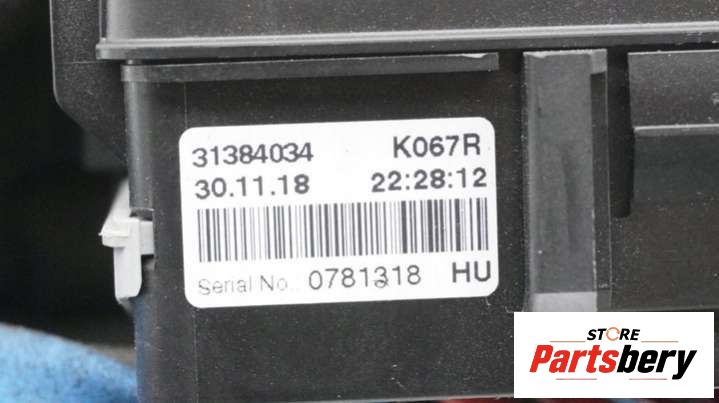 31384034 K067R
30.11.18 22:28:12
Serial No.: 0781318 HU
STORE
Partsbery